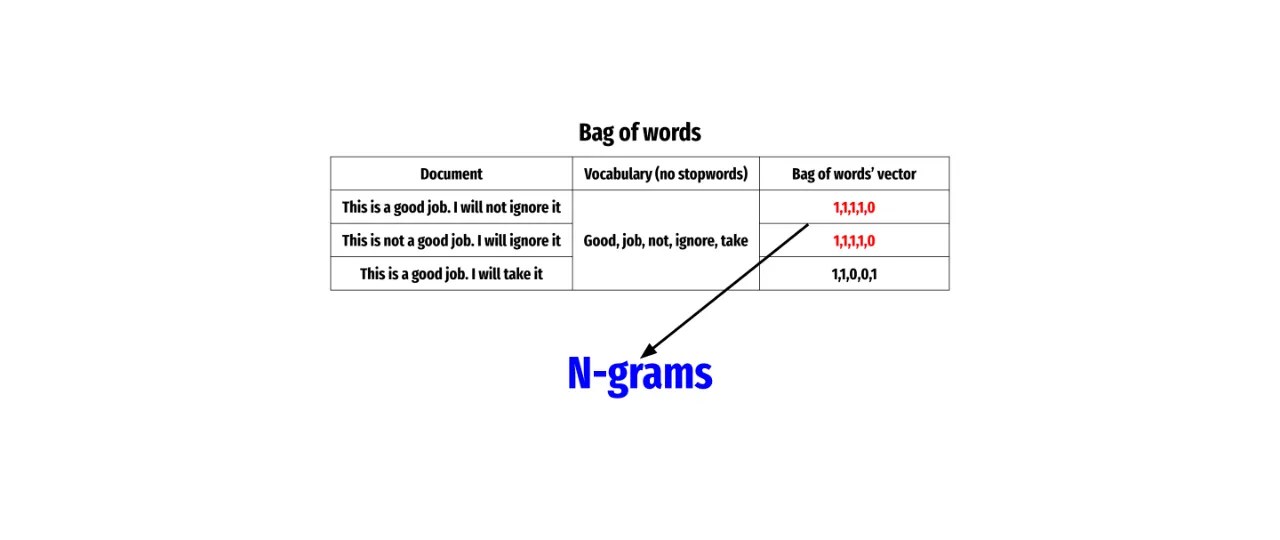 Bag of words
Document Vocabulary (no stopwords) Bag of words' vector
This is a good job. I will not ignore it 1,1,1,1,0
This is not a good job. I will ignore it Good, job, not, ignore, take 1,1,1,1,0
This is a good job. I will take it 1,1,0,0,1
N-grams